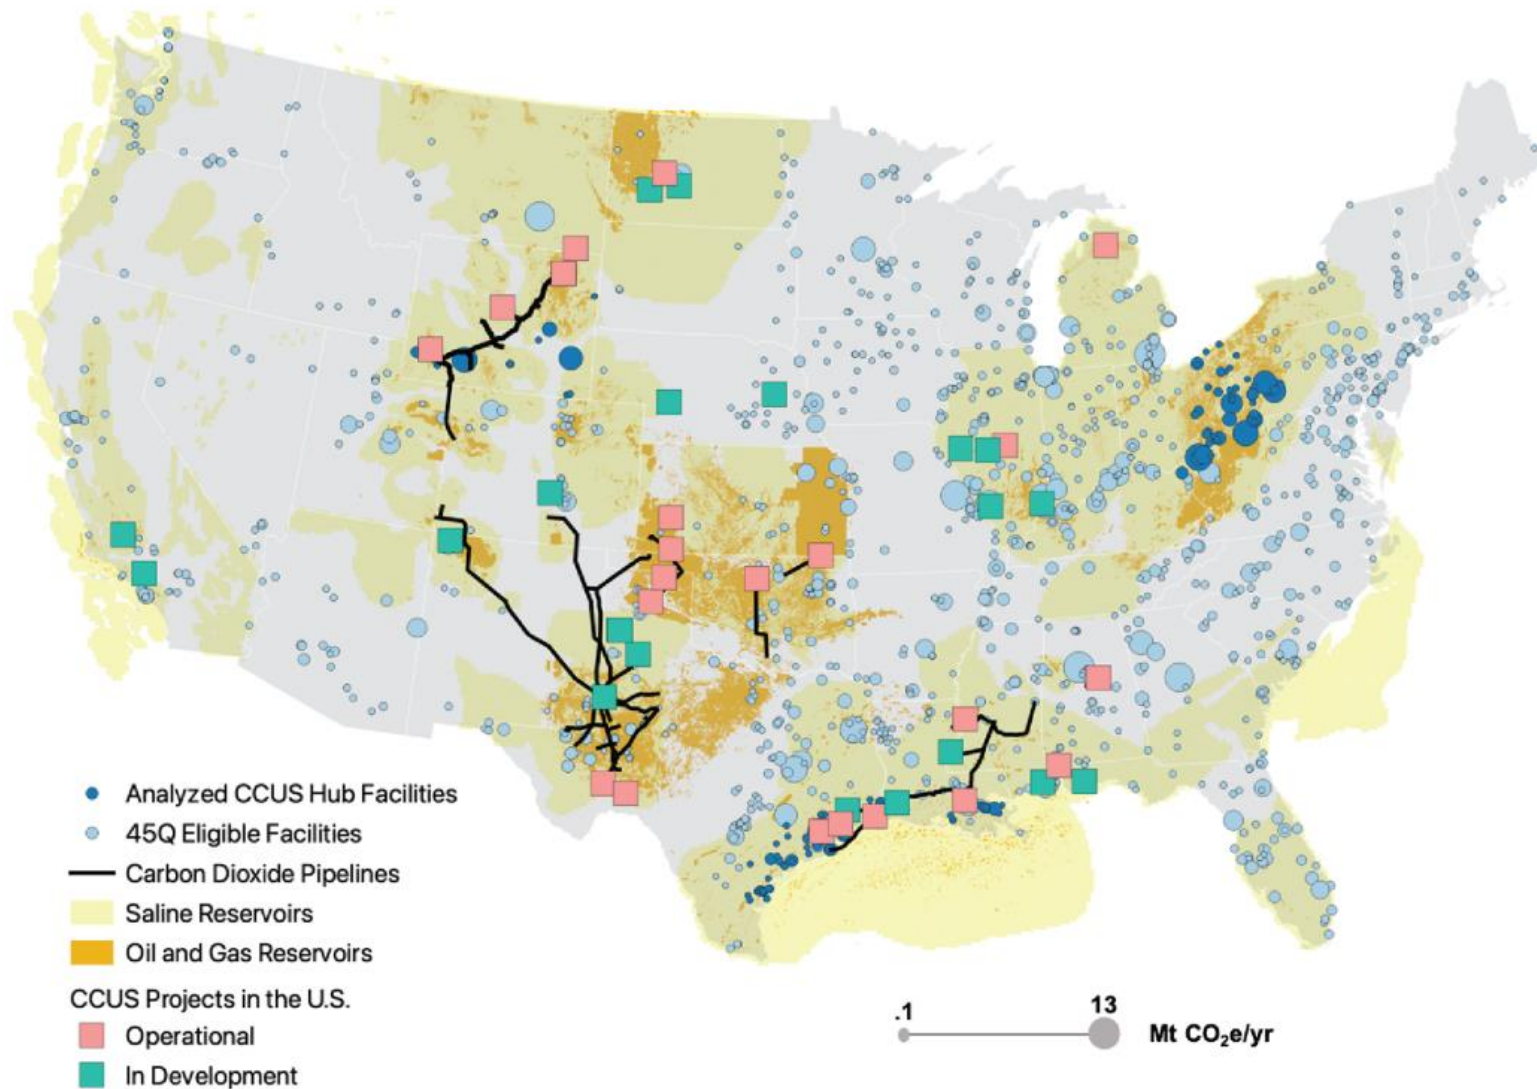 Analyzed CCUS Hub Facilities
45Q Eligible Facilities
Carbon Dioxide Pipelines
Saline Reservoirs
Oil and Gas Reservoirs
CCUS Projects in the U.S.
Operational
In Development
.1 13 Mt CO₂e/yr